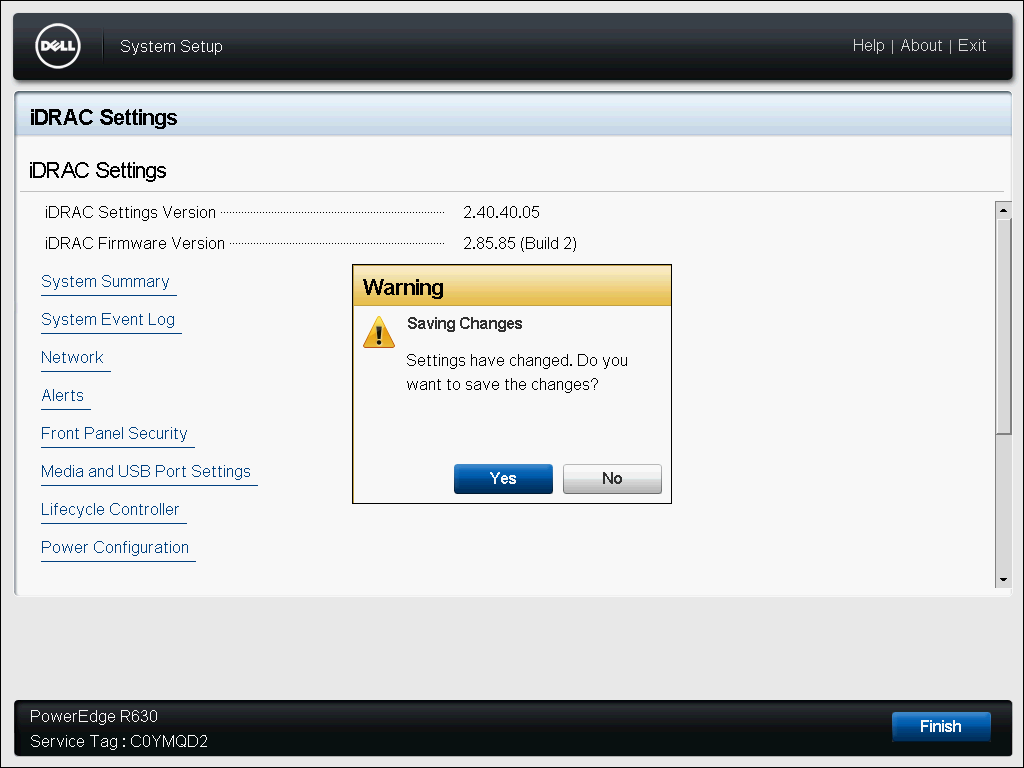 DELL
System Setup
Help | About | Exit
iDRAC Settings
iDRAC Settings
iDRAC Settings Version 2.40.40.05
iDRAC Firmware Version 2.85.85 (Build 2)
System Summary
System Event Log
Network
Alerts
Front Panel Security
Media and USB Port Settings
Lifecycle Controller
Power Configuration
Warning
Saving Changes
Settings have changed. Do you
want to save the changes?
Yes No
PowerEdge R630
Service Tag : C0YMQD2
Finish